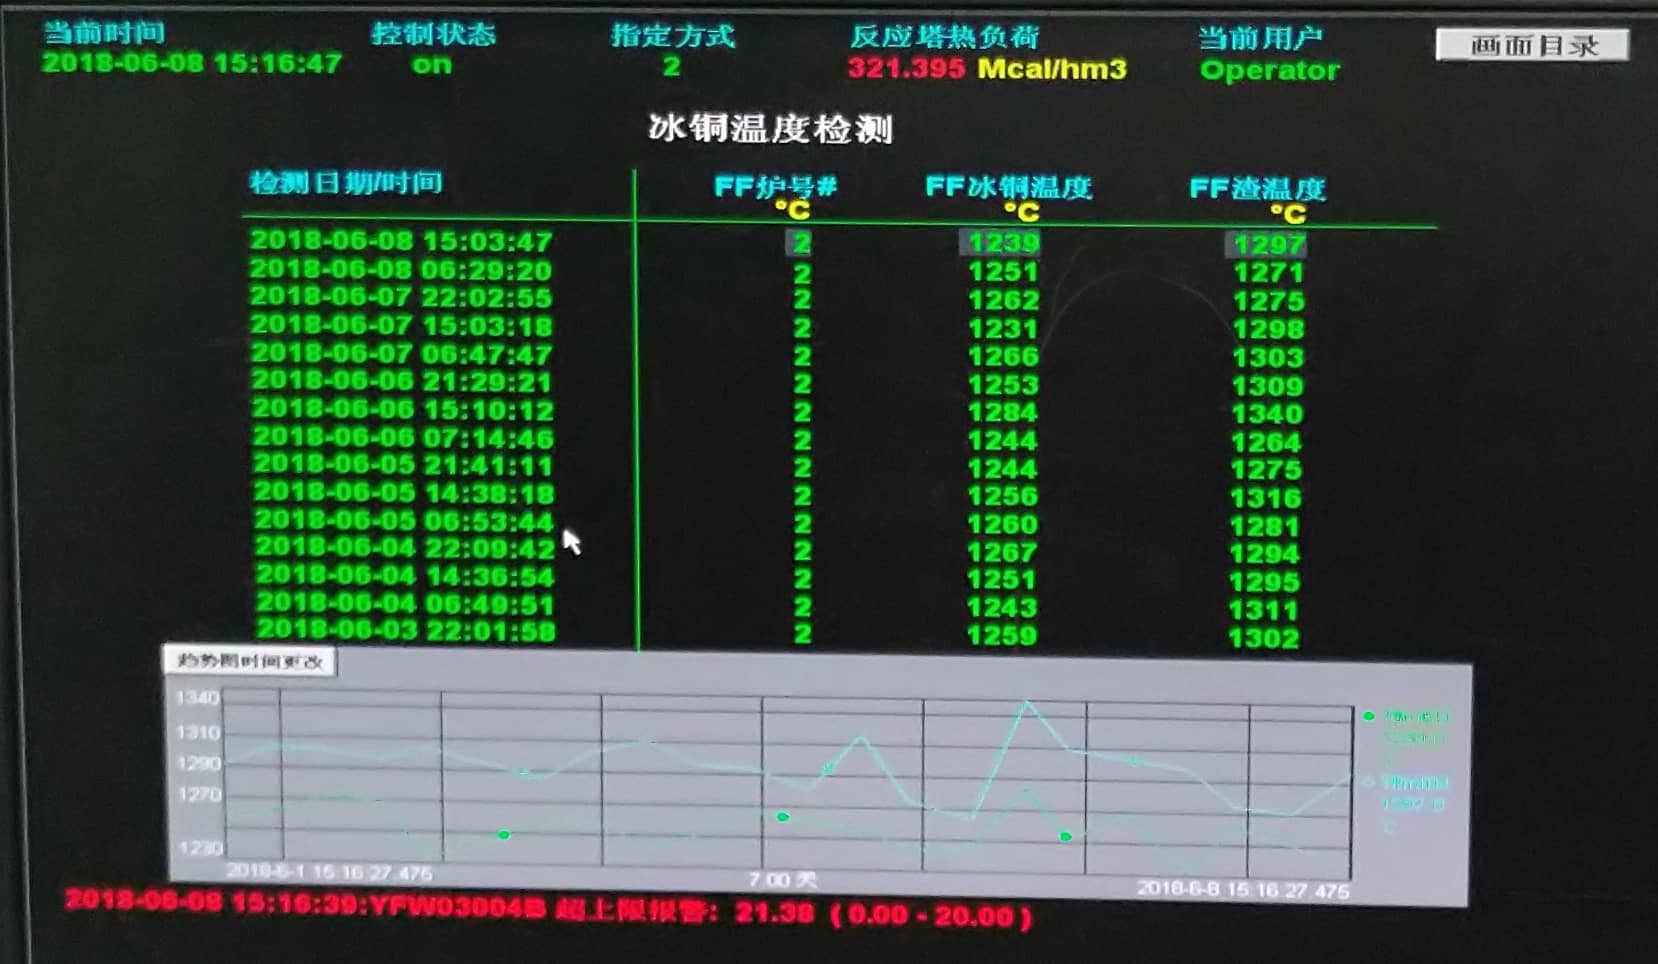 当前时间 控制状态 指定方式 反应塔热负荷 当前用户 画面目录
2018-06-08 15:16:47 on 2 321.395 Mcal/hm3 Operator
冰铜温度检测
检测日期/时间 FF炉号# FF冰铜温度 FF渣温度
°C °C °C
2018-06-08 15:03:47 2 1239 1297
2018-06-08 06:29:20 2 1251 1271
2018-06-07 22:02:55 2 1262 1275
2018-06-07 15:03:18 2 1231 1298
2018-06-07 06:47:47 2 1266 1303
2018-06-06 21:29:21 2 1253 1309
2018-06-06 15:10:12 2 1284 1340
2018-06-06 07:14:46 2 1244 1264
2018-06-05 21:41:11 2 1244 1275
2018-06-05 14:38:18 2 1256 1316
2018-06-05 06:53:44 2 1260 1281
2018-06-04 22:09:42 2 1267 1294
2018-06-04 14:36:54 2 1251 1295
2018-06-04 06:49:51 2 1243 1311
2018-06-03 22:01:58 2 1259 1302
趋势图时间更改
1340
1310
1290
1270
1230
2018-6-1 15 16 27.475 7.00 天 2018-6-8 15 16 27.475
2018-06-08 15:16:39:YFW03004B 超上限报警: 21.38 (0.00 - 20.00)